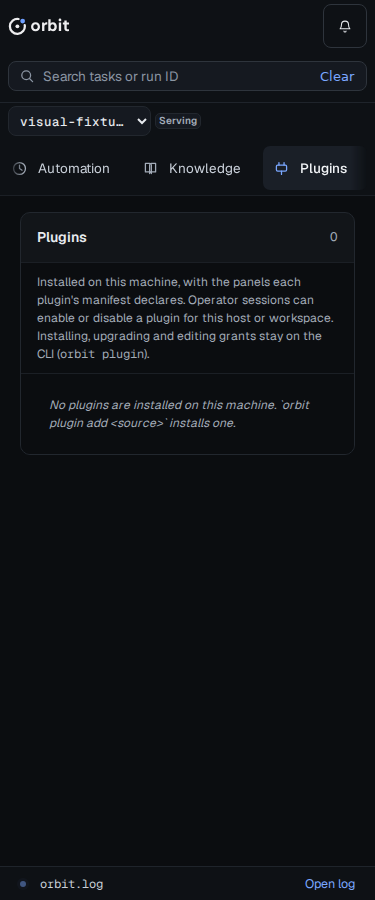 orbit
Search tasks or run ID Clear
visual-fixtu… Serving
Automation Knowledge Plugins
Plugins 0
Installed on this machine, with the panels each
plugin's manifest declares. Operator sessions can
enable or disable a plugin for this host or workspace.
Installing, upgrading and editing grants stay on the
CLI (orbit plugin).
No plugins are installed on this machine. `orbit
plugin add <source>` installs one.
orbit.log Open log